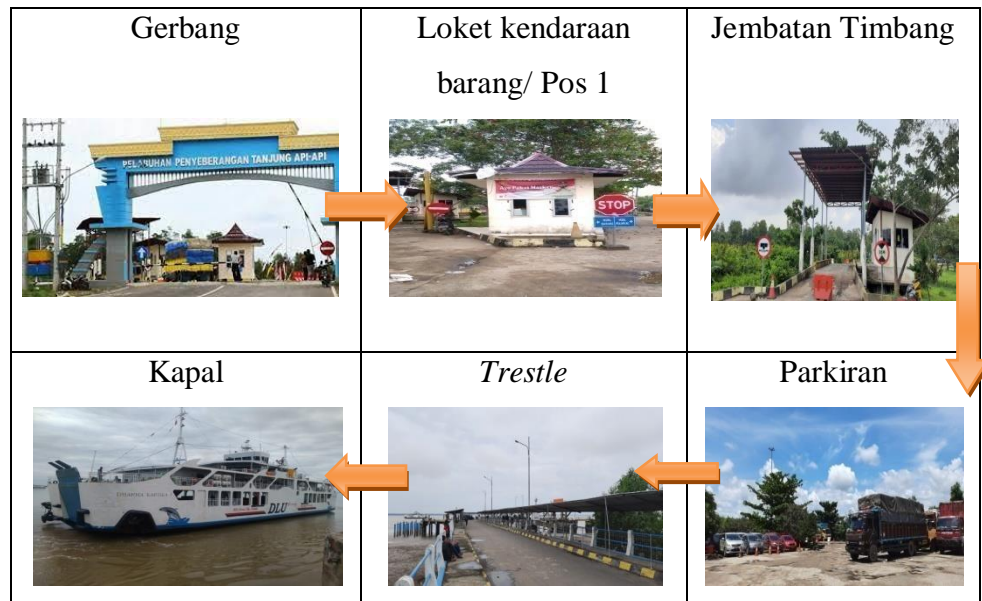 Gerbang
Loket kendaraan
barang/ Pos 1
Jembatan Timbang
PELABUHAN PENYEBERANGAN TANJUNG API-API
STOP
Kapal
Trestle
Parkiran
DLU